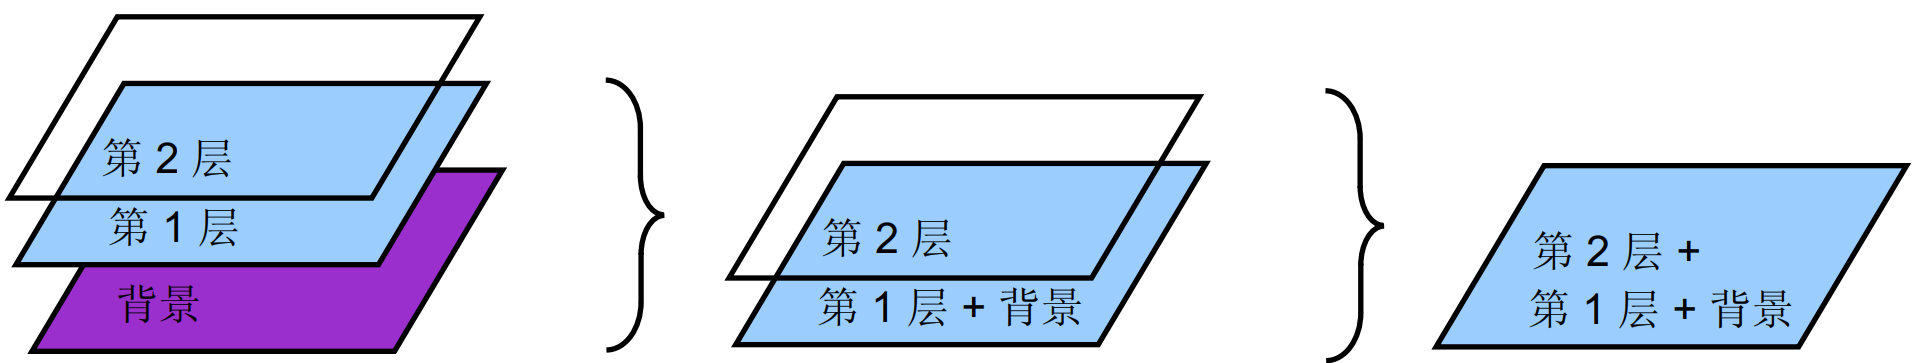 第 2 层
第 1 层
背景
第 2 层
第 1 层 + 背景
第 2 层 +
第 1 层 + 背景